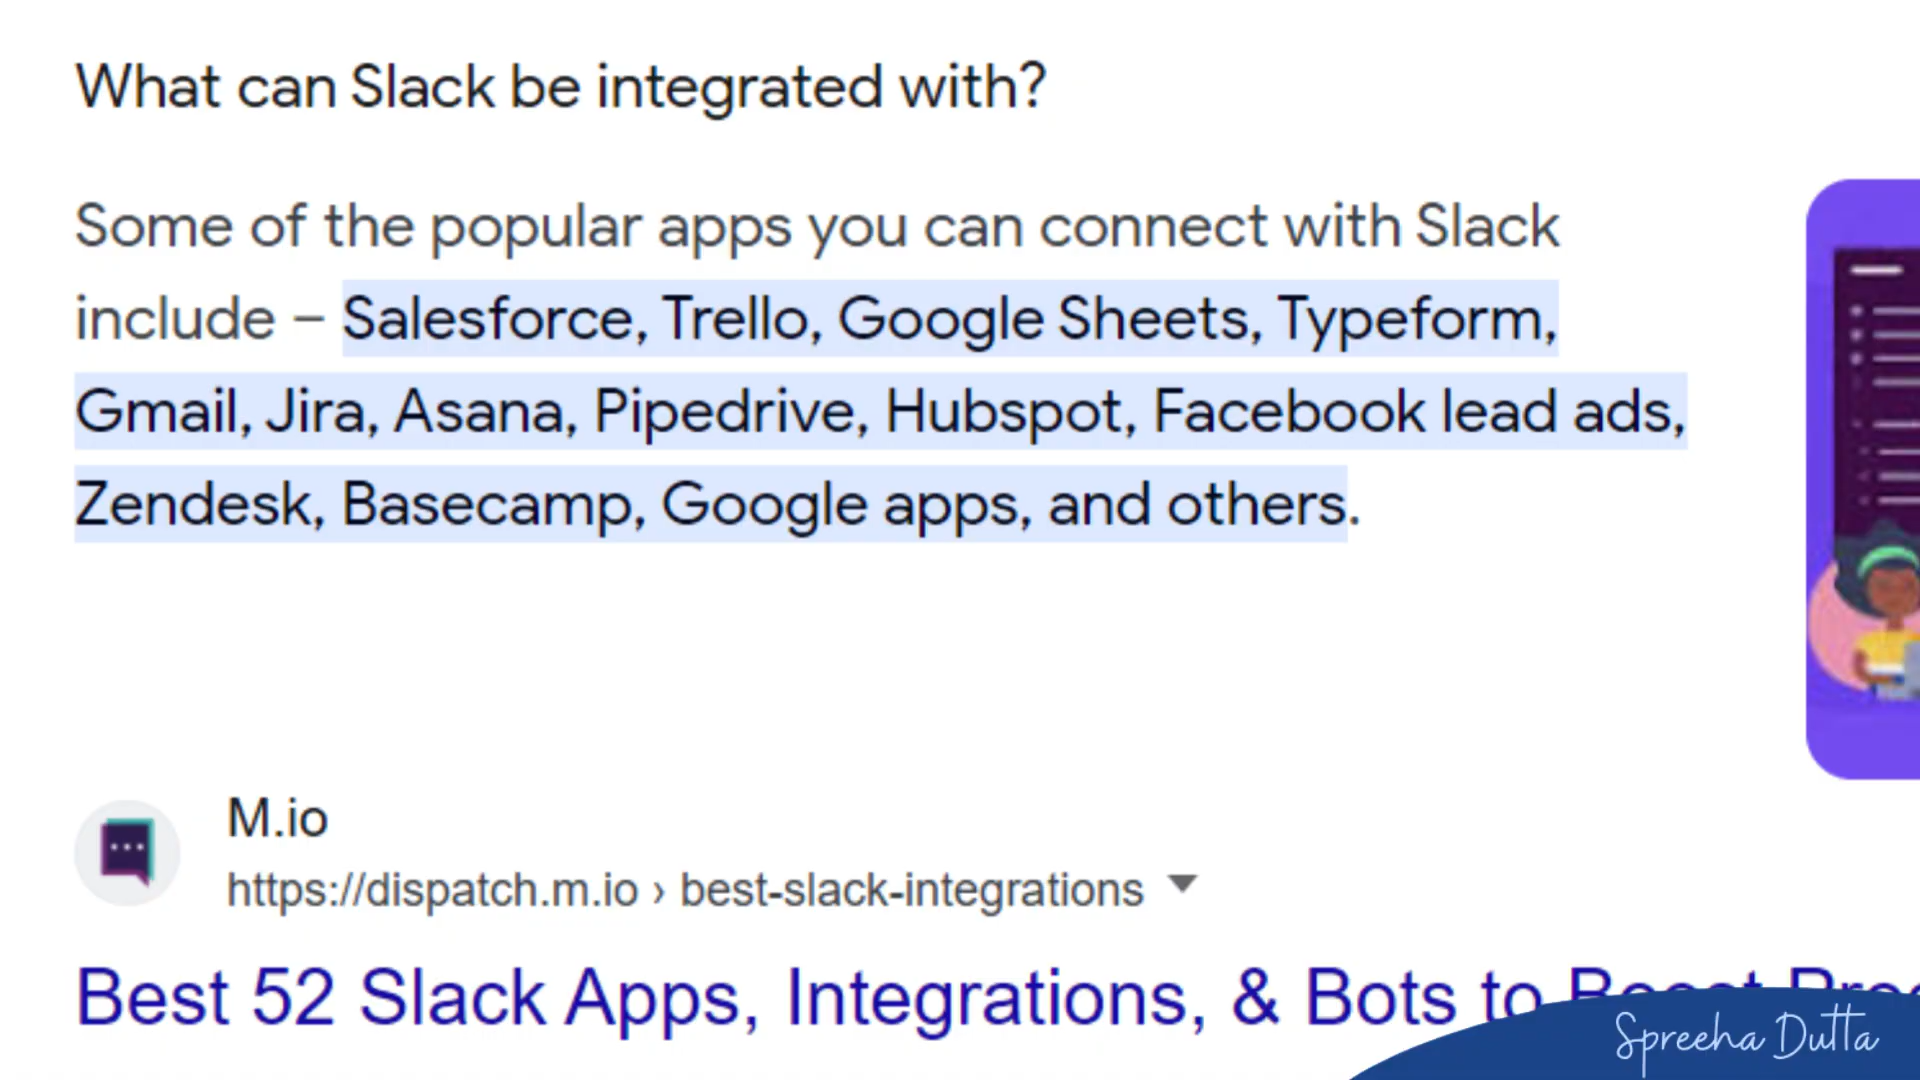 What can Slack be integrated with?
Some of the popular apps you can connect with Slack
include – Salesforce, Trello, Google Sheets, Typeform,
Gmail, Jira, Asana, Pipedrive, Hubspot, Facebook lead ads,
Zendesk, Basecamp, Google apps, and others.
M.io
https://dispatch.m.io › best-slack-integrations
Best 52 Slack Apps, Integrations, & Bots to
Spreeha Dutta